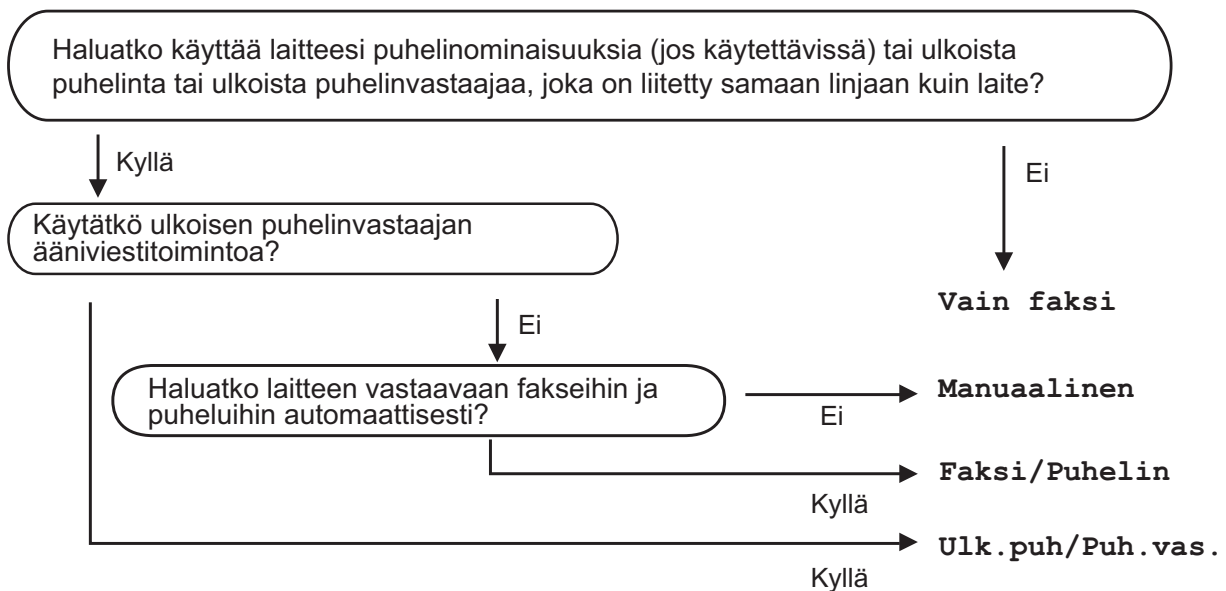 Haluatko käyttää laitteesi puhelinominaisuuksia (jos käytettävissä) tai ulkoista
puhelinta tai ulkoista puhelinvastaajaa, joka on liitetty samaan linjaan kuin laite?
Kyllä
Ei
Käytätkö ulkoisen puhelinvastaajan
ääniviestitoimintoa?
Vain faksi
Ei
Haluatko laitteen vastaavaan fakseihin ja
puheluihin automaattisesti?
Ei
Manuaalinen
Kyllä
Faksi/Puhelin
Kyllä
Ulk.puh/Puh.vas.